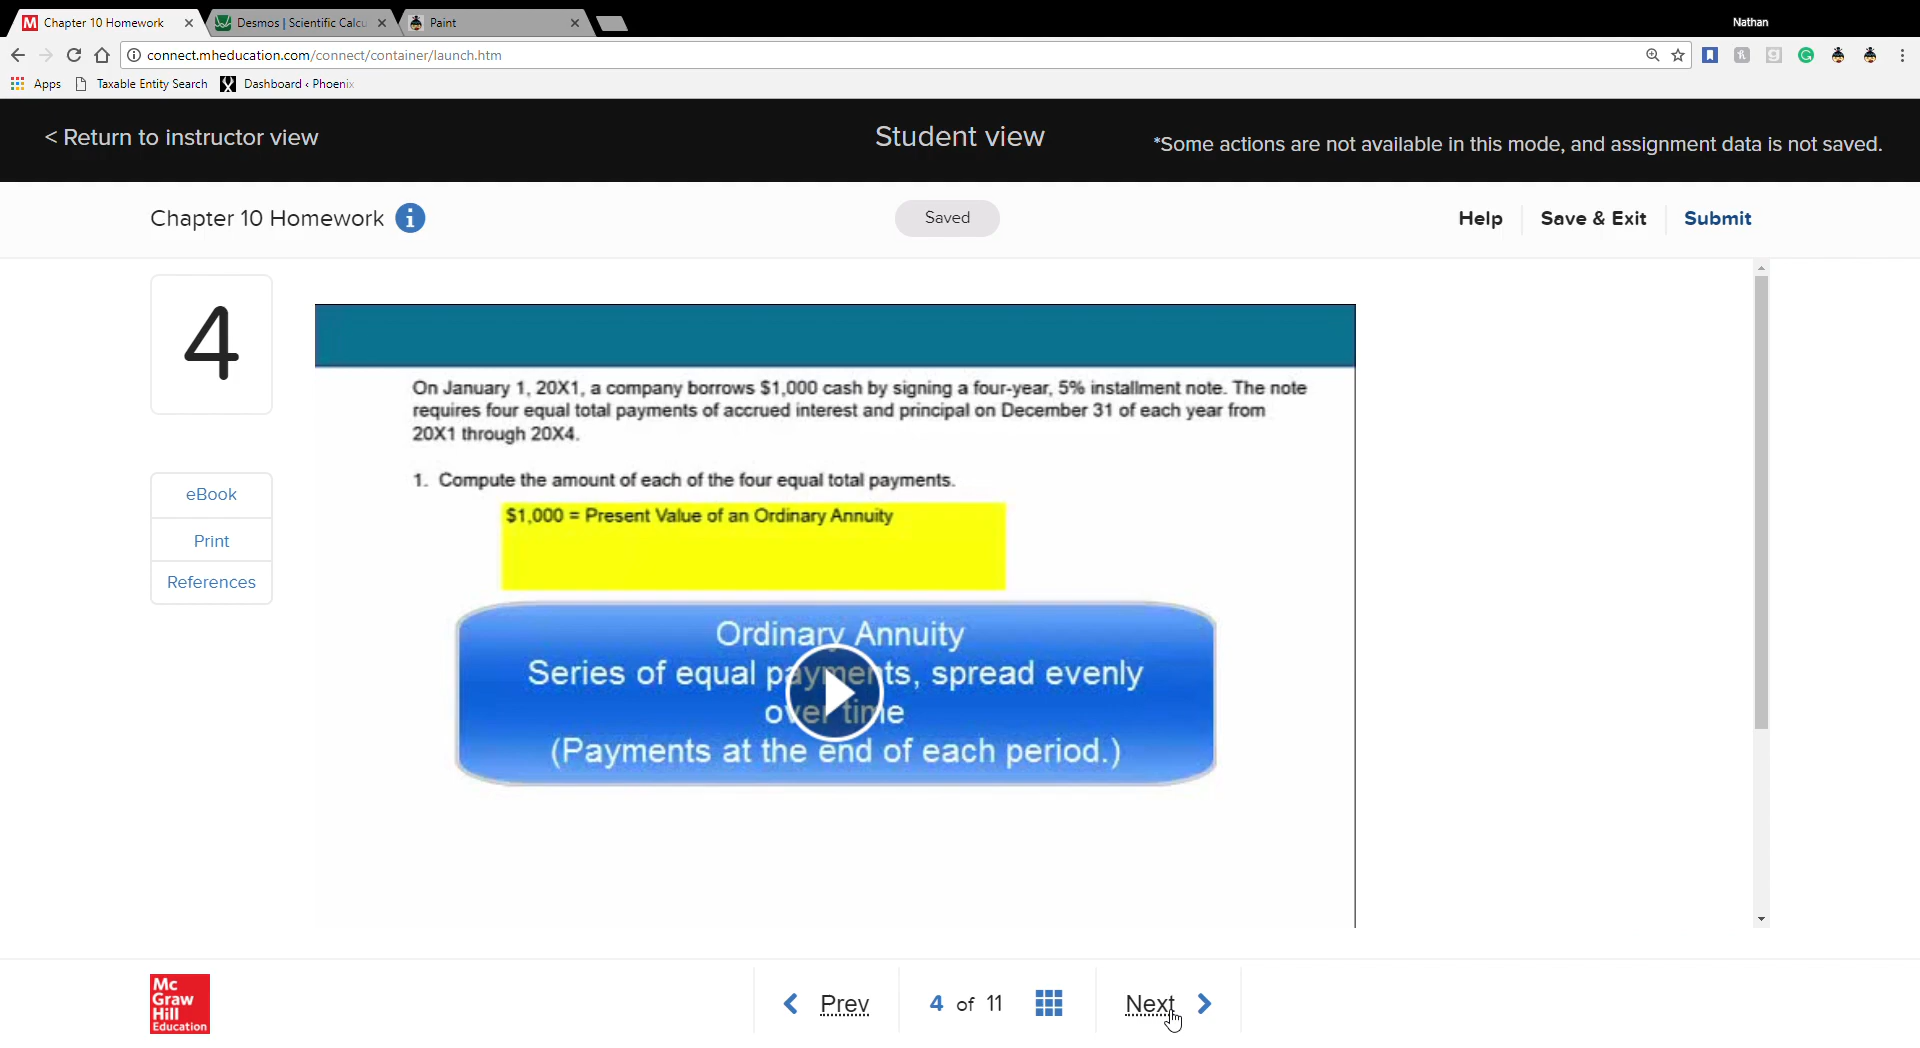 Chapter 10 Homework
Desmos | Scientific Calcu
Paint
Nathan
connect.mheducation.com/connect/container/launch.htm
Apps
Taxable Entity Search
Dashboard ‹ Phoenix
< Return to instructor view
Student view
*Some actions are not available in this mode, and assignment data is not saved.
Chapter 10 Homework
Saved
Help
Save & Exit
Submit
4
eBook
Print
References
On January 1, 20X1, a company borrows $1,000 cash by signing a four-year, 5% installment note. The note
requires four equal total payments of accrued interest and principal on December 31 of each year from
20X1 through 20X4.
1. Compute the amount of each of the four equal total payments.
$1,000 = Present Value of an Ordinary Annuity
Ordinary Annuity
Series of equal payments, spread evenly
over time
(Payments at the end of each period.)
Mc
Graw
Hill
Education
Prev
4 of 11
Next